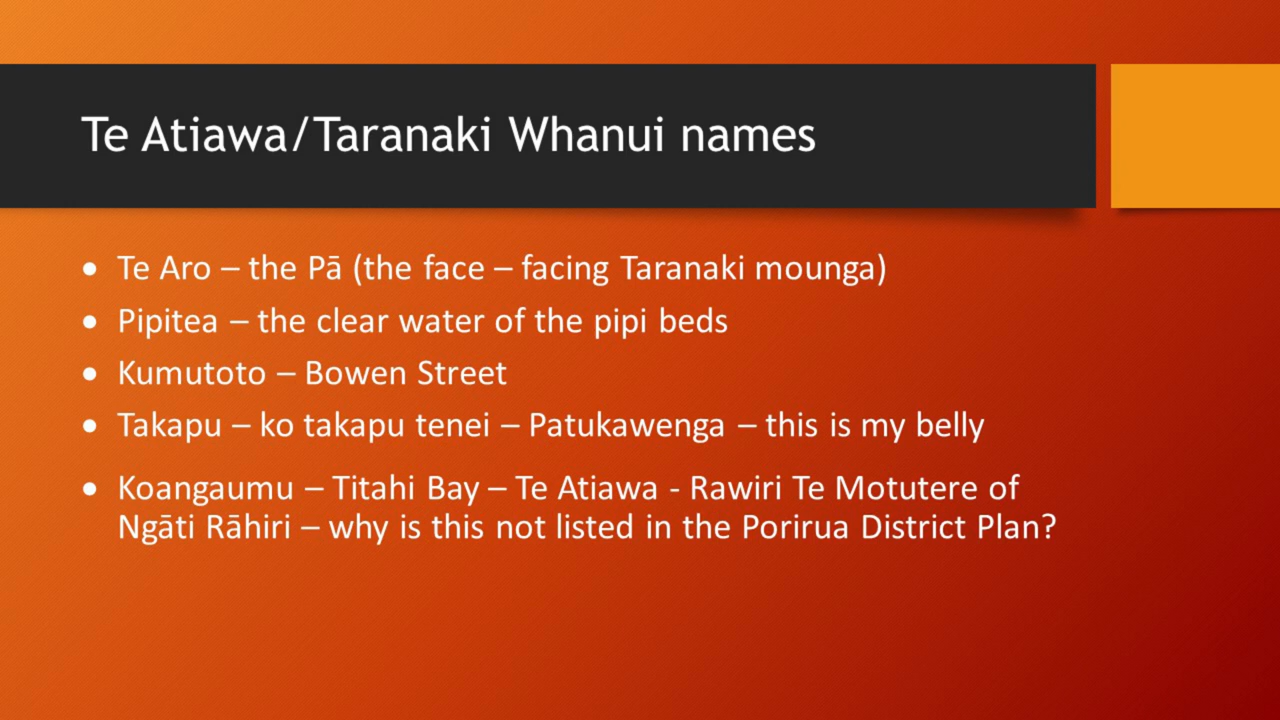 Te Atiawa/Taranaki Whanui names
• Te Aro – the Pā (the face – facing Taranaki mounga)
• Pipitea – the clear water of the pipi beds
• Kumutoto – Bowen Street
• Takapu – ko takapu tenei – Patukawenga – this is my belly
• Koangaumu – Titahi Bay – Te Atiawa - Rawiri Te Motutere of
Ngāti Rāhiri – why is this not listed in the Porirua District Plan?